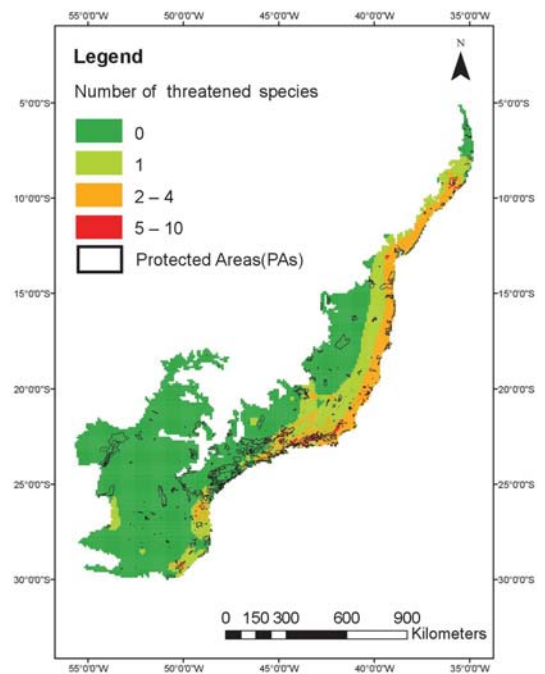 55°0'0"W 50°0'0"W 45°0'0"W 40°0'0"W 35°0'0"W
Legend
N
Number of threatened species
0
1
2 – 4
5 – 10
Protected Areas(PAs)
5°0'0"S 5°0'0"S
10°0'0"S 10°0'0"S
15°0'0"S 15°0'0"S
20°0'0"S 20°0'0"S
25°0'0"S 25°0'0"S
30°0'0"S 30°0'0"S
0 150 300 600 900
Kilometers
55°0'0"W 50°0'0"W 45°0'0"W 40°0'0"W 35°0'0"W